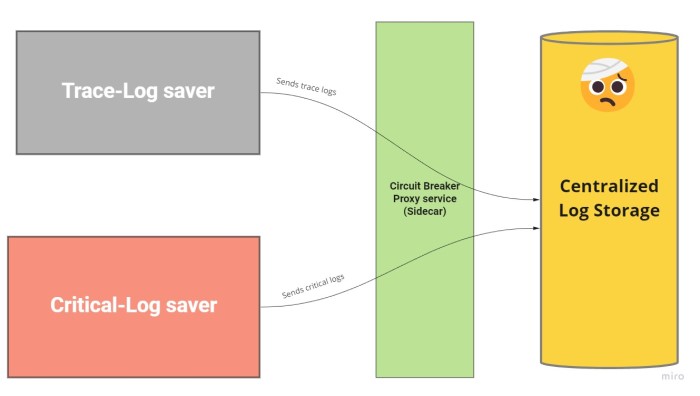 Trace-Log saver
Sends trace logs
Circuit Breaker
Proxy service
(Sidecar)
Centralized
Log Storage
Critical-Log saver
Sends critical logs
miro